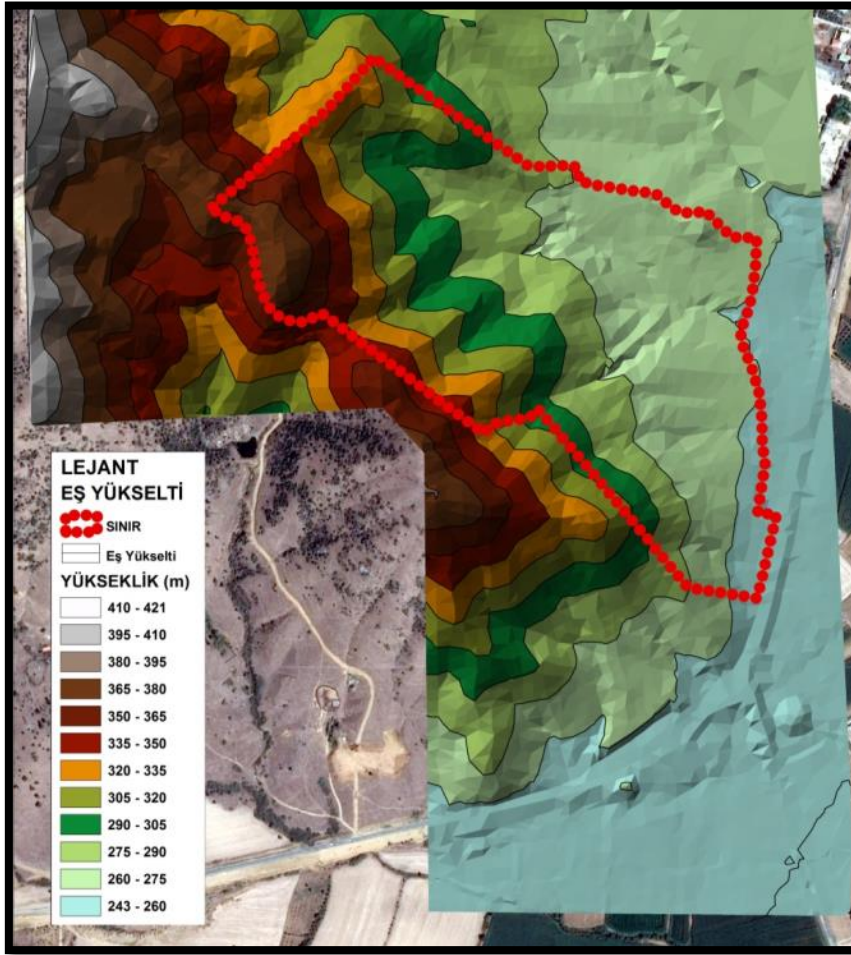 LEJANT
EŞ YÜKSELTİ
SINIR
Eş Yükselti
YÜKSEKLİK (m)
410 - 421
395 - 410
380 - 395
365 - 380
350 - 365
335 - 350
320 - 335
305 - 320
290 - 305
275 - 290
260 - 275
243 - 260